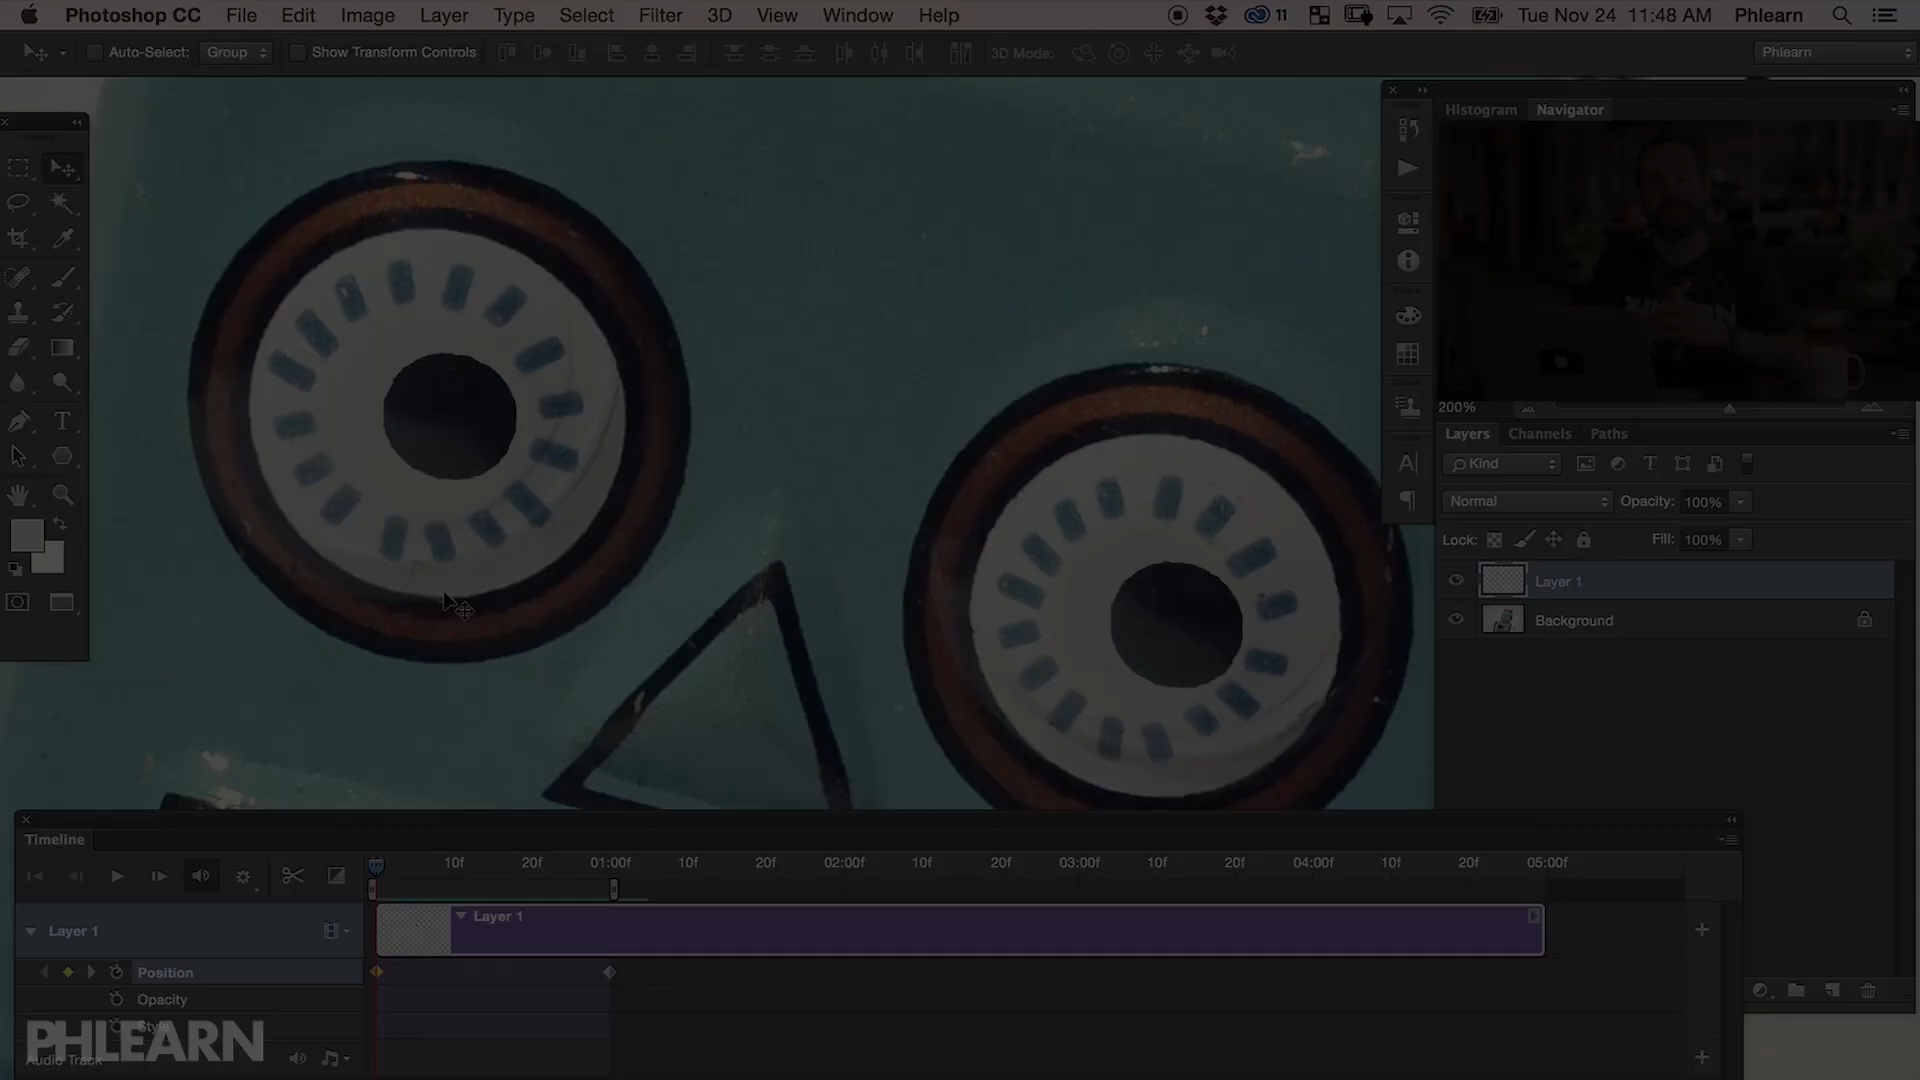 Photoshop CC File Edit Image Layer Type Select Filter 3D View Window Help 11 Tue Nov 24 11:48 AM Phlearn
Auto-Select: Group Show Transform Controls 3D Mode: Phlearn
Histogram Navigator
200%
Layers Channels Paths
Kind
Normal Opacity: 100%
Lock: Fill: 100%
Layer 1
Background
Timeline
10f 20f 01:00f 10f 20f 02:00f 10f 20f 03:00f 10f 20f 04:00f 10f 20f 05:00f
Layer 1 Layer 1
Position
Opacity
Style
PHLEARN
Audio Track